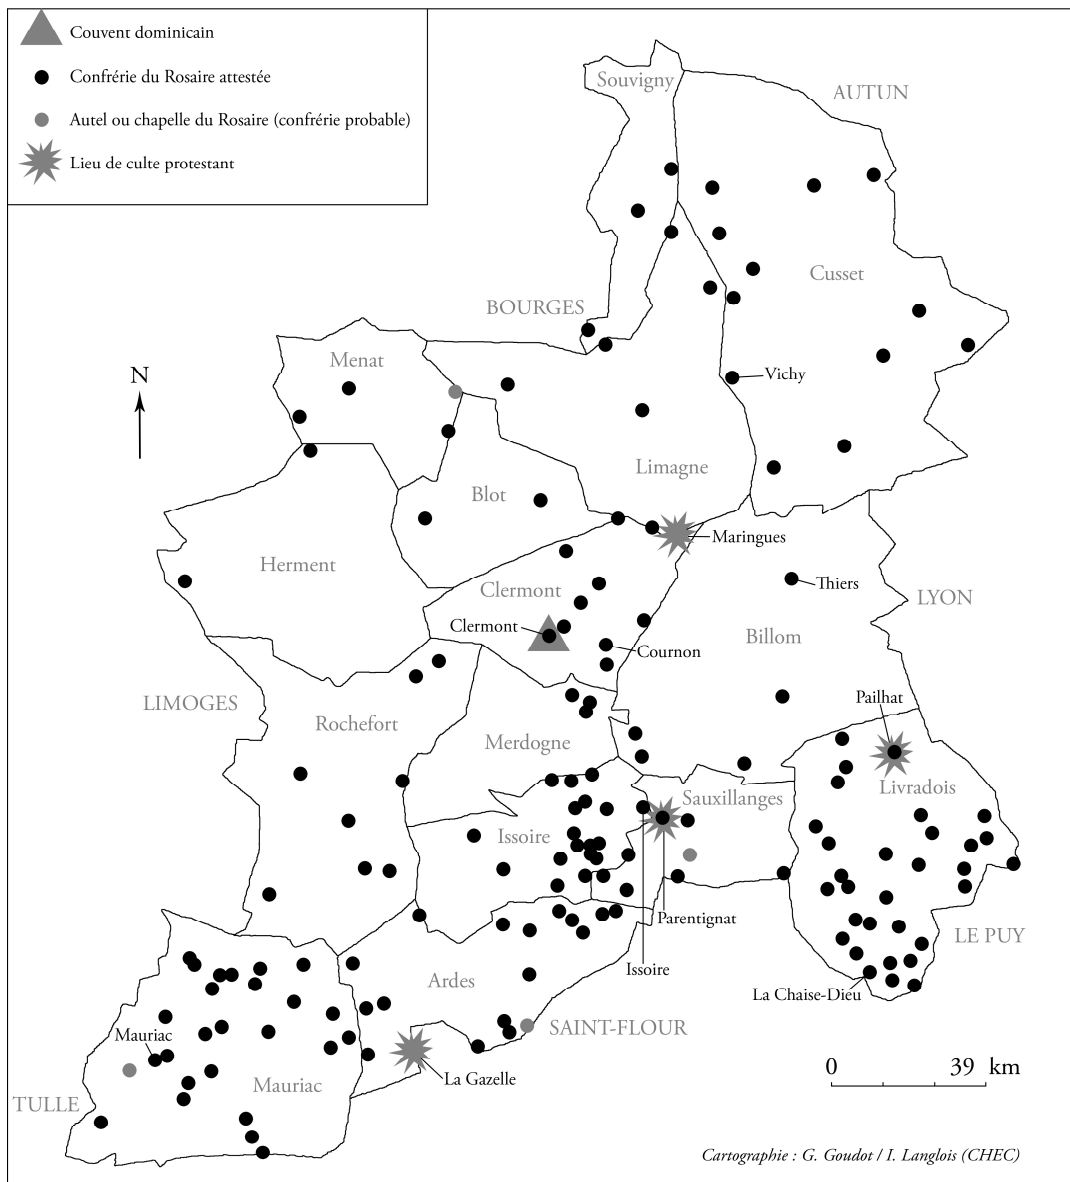 Couvent dominicain
Confrérie du Rosaire attestée
Autel ou chapelle du Rosaire (confrérie probable)
Lieu de culte protestant
Souvigny
AUTUN
Cusset
BOURGES
Menat
N
Vichy
Limagne
Blot
Maringues
Herment
Clermont
Thiers
LYON
Clermont
Billom
Cournon
LIMOGES
Pailhat
Rochefort
Merdogne
Livradois
Sauxillanges
Issoire
Parentignat
LE PUY
Issoire
Ardes
La Chaise-Dieu
SAINT-FLOUR
Mauriac
La Gazelle
Mauriac
TULLE
0 39 km
Cartographie : G. Goudot / I. Langlois (CHEC)